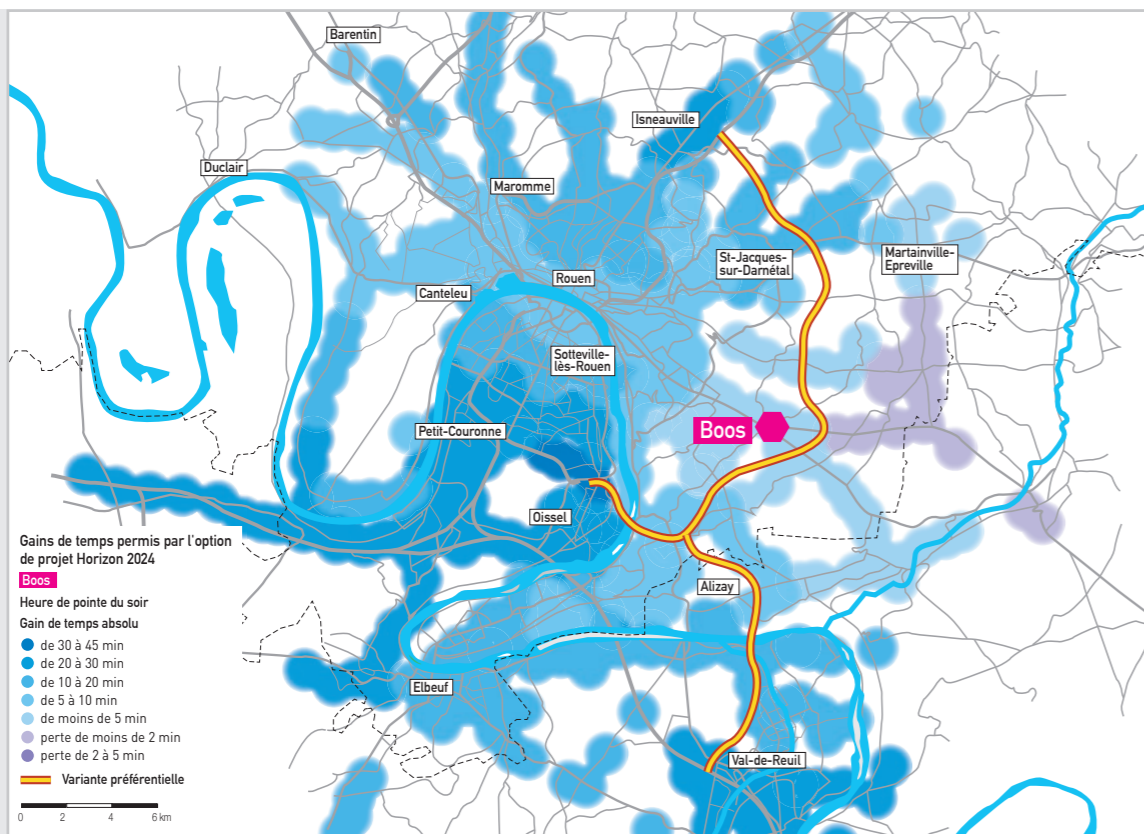 Barentin
Isneauville
Duclair
Maromme
St-Jacques-
sur-Darnétal
Martainville-
Epreville
Rouen
Canteleu
Sotteville-
lès-Rouen
Boos
Petit-Couronne
Oissel
Alizay
Elbeuf
Val-de-Reuil
Gains de temps permis par l'option
de projet Horizon 2024
Boos
Heure de pointe du soir
Gain de temps absolu
de 30 à 45 min
de 20 à 30 min
de 10 à 20 min
de 5 à 10 min
de moins de 5 min
perte de moins de 2 min
perte de 2 à 5 min
Variante préférentielle
0 2 4 6 km